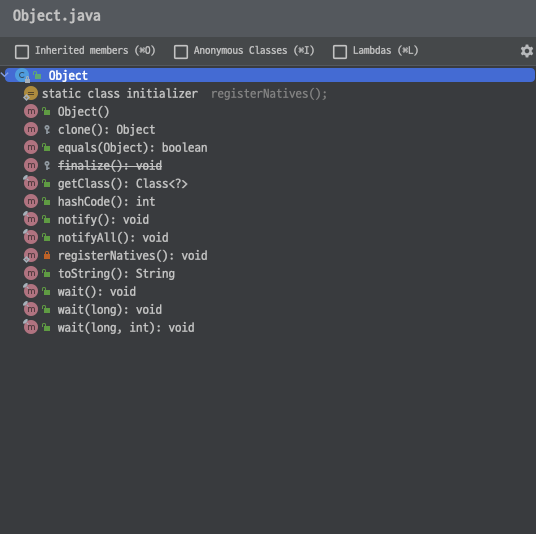 Object.java
Inherited members (⌘O) Anonymous Classes (⌘I) Lambdas (⌘L)
Object
static class initializer registerNatives();
Object()
clone(): Object
equals(Object): boolean
finalize(): void
getClass(): Class<?>
hashCode(): int
notify(): void
notifyAll(): void
registerNatives(): void
toString(): String
wait(): void
wait(long): void
wait(long, int): void